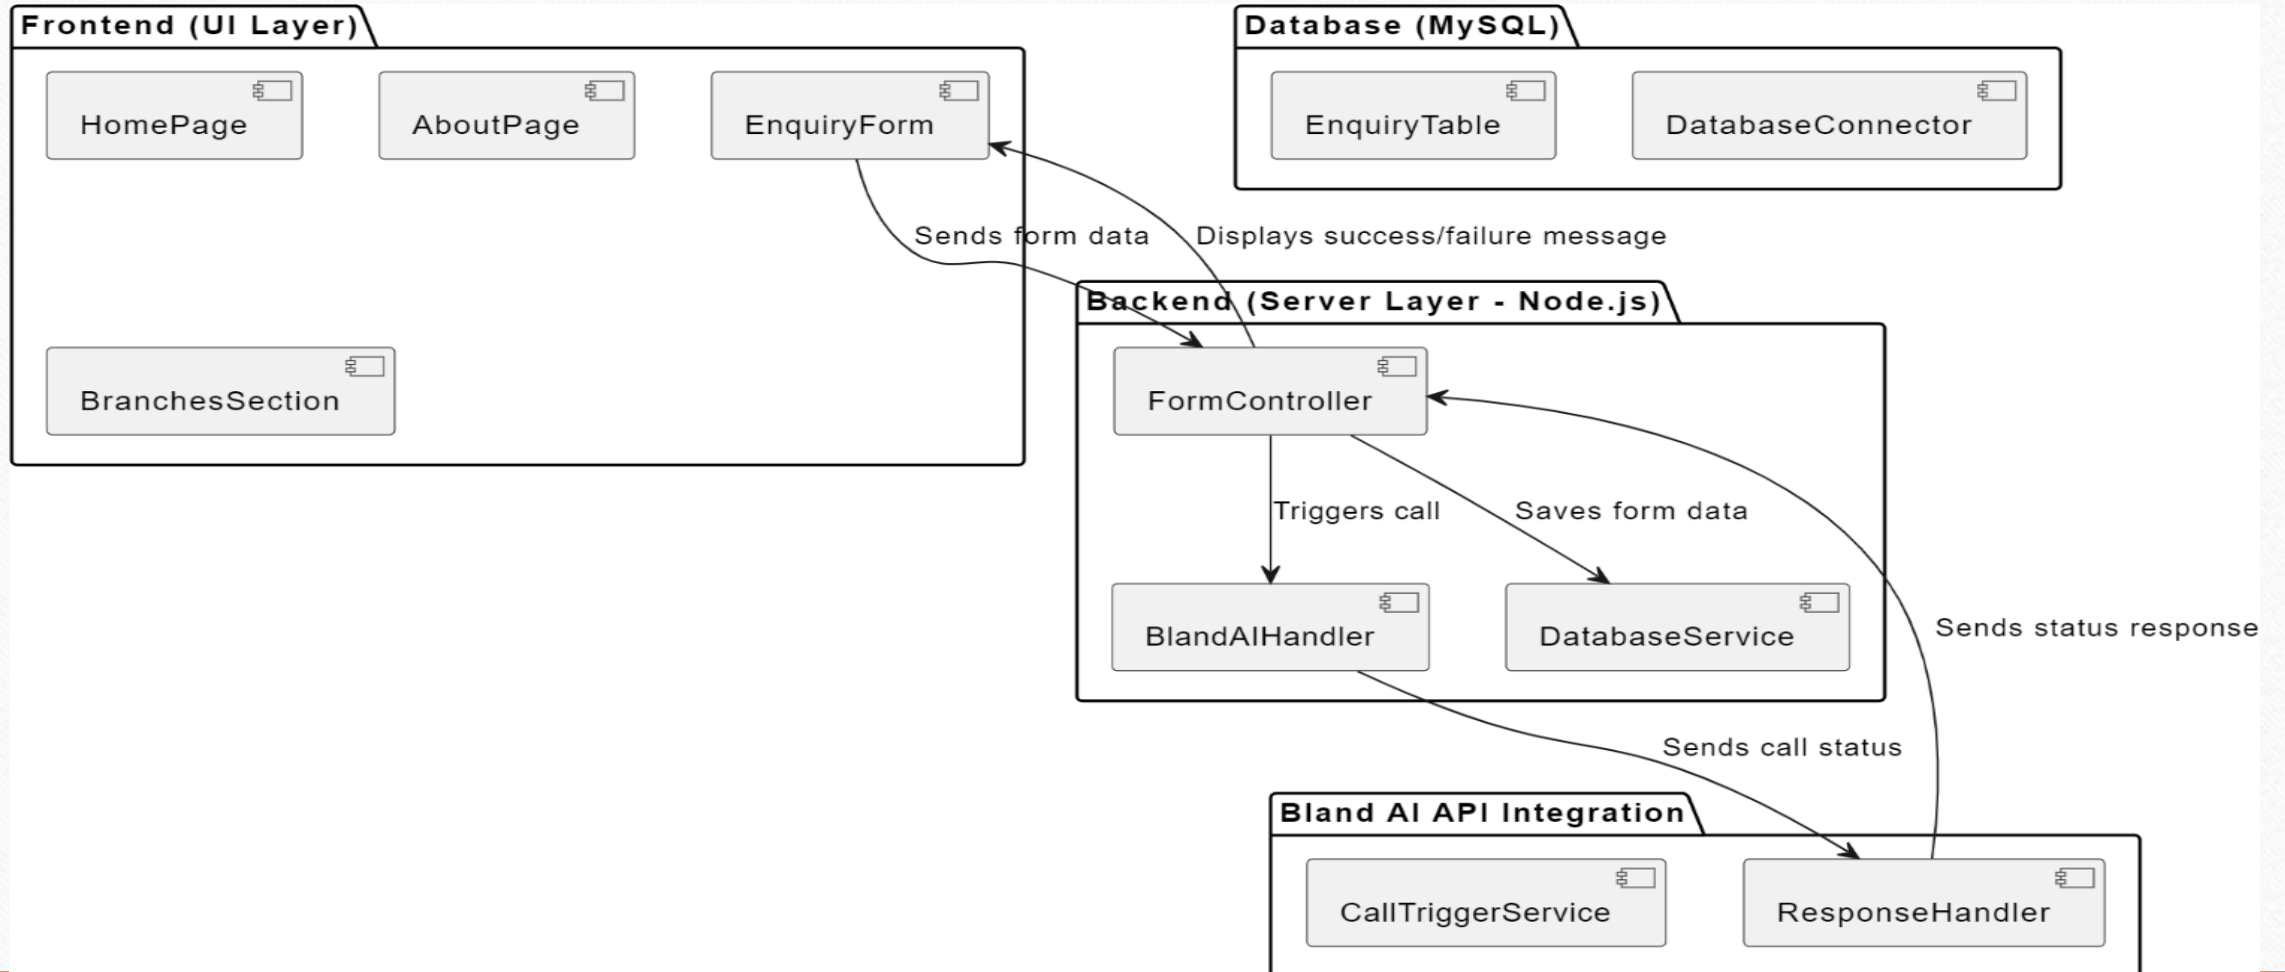 Frontend (UI Layer)
HomePage
AboutPage
EnquiryForm
BranchesSection
Database (MySQL)
EnquiryTable
DatabaseConnector
Sends form data
Displays success/failure message
Backend (Server Layer - Node.js)
FormController
Triggers call
Saves form data
BlandAIHandler
DatabaseService
Sends status response
Sends call status
Bland AI API Integration
CallTriggerService
ResponseHandler